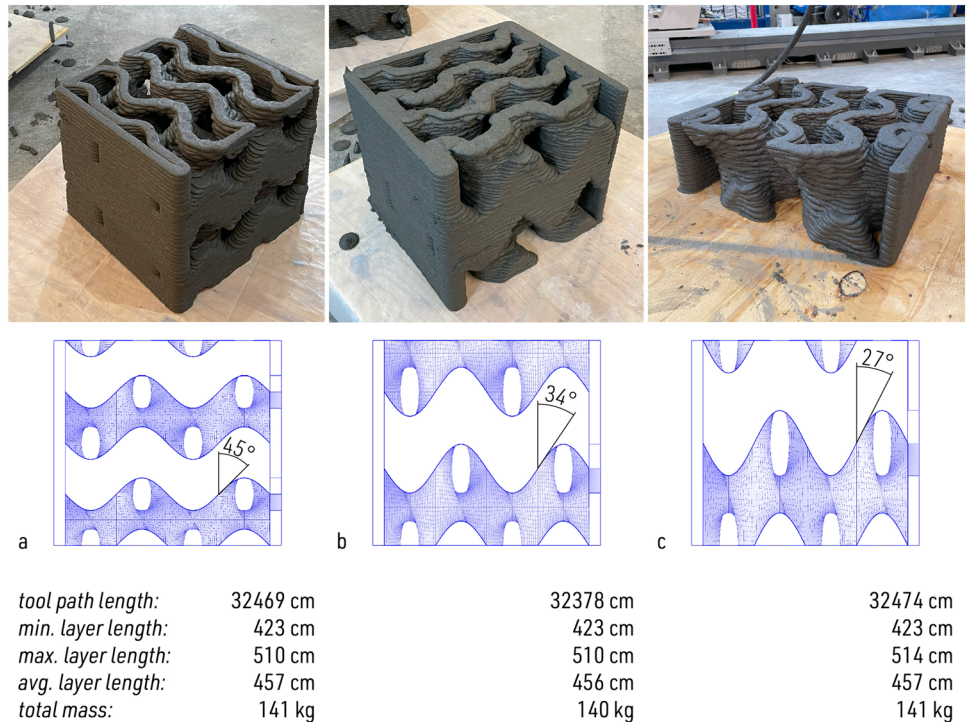 45°
34°
27°
a
b
c
tool path length: 32469 cm 32378 cm 32474 cm
min. layer length: 423 cm 423 cm 423 cm
max. layer length: 510 cm 510 cm 514 cm
avg. layer length: 457 cm 456 cm 457 cm
total mass: 141 kg 140 kg 141 kg